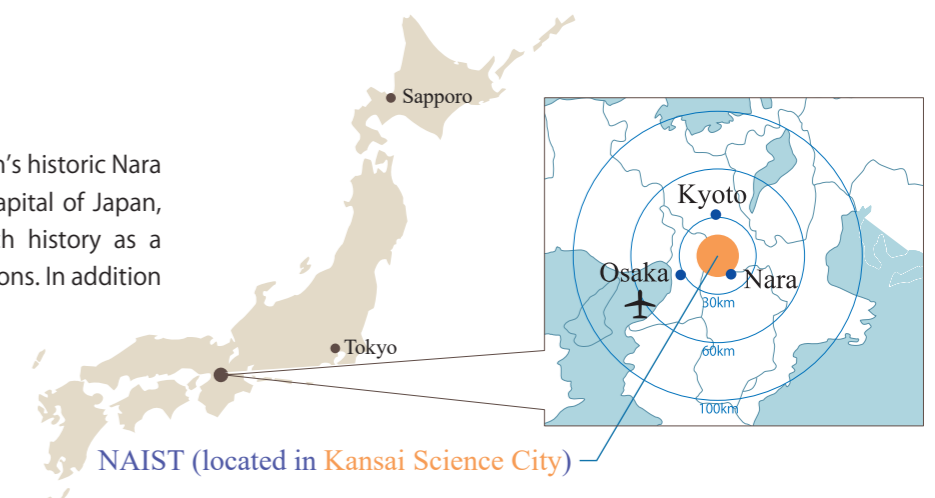 n's historic Nara
apital of Japan,
h history as a
ons. In addition
Sapporo
Tokyo
Kyoto
Osaka
Nara
30km
60km
100km
NAIST (located in Kansai Science City)